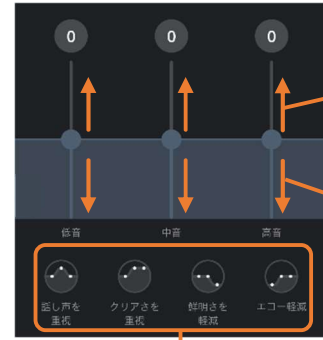 0 0 0
低音 中音 高音
話し声を クリアさを 鮮明さを エコー軽減
重視 重視 軽減